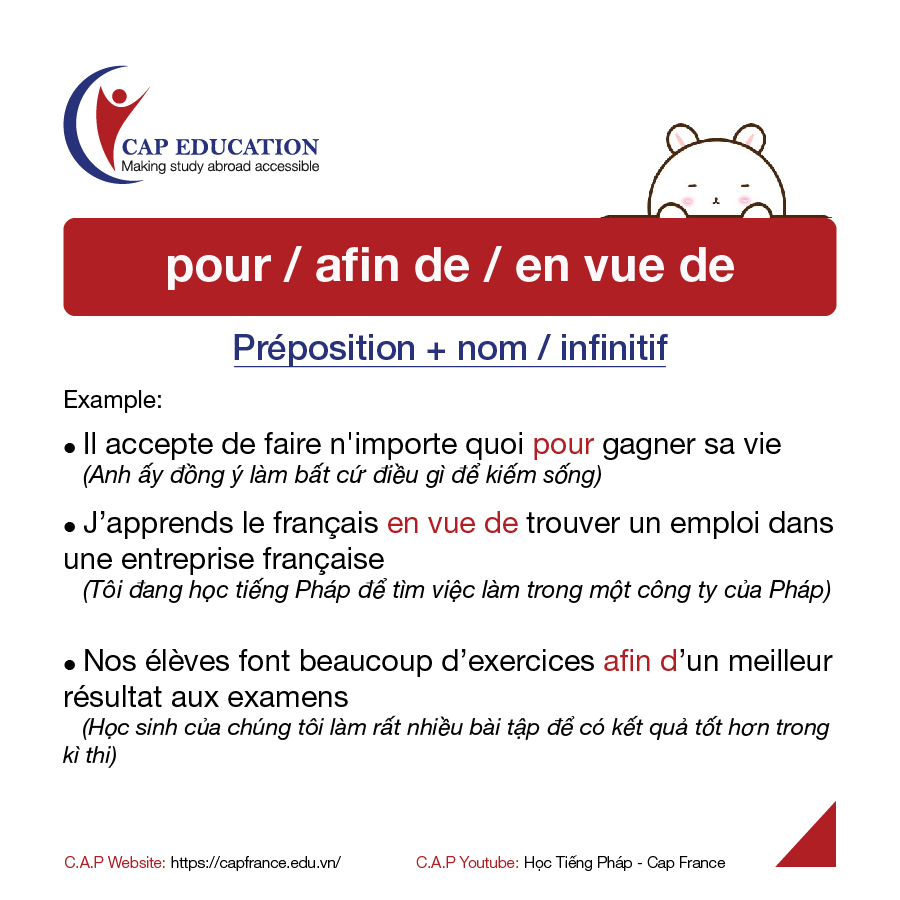 CAP EDUCATION
Making study abroad accessible
pour / afin de / en vue de
Préposition + nom / infinitif
Example:
• Il accepte de faire n'importe quoi pour gagner sa vie
(Anh ấy đồng ý làm bất cứ điều gì để kiếm sống)
• J’apprends le français en vue de trouver un emploi dans
une entreprise française
(Tôi đang học tiếng Pháp để tìm việc làm trong một công ty của Pháp)
• Nos élèves font beaucoup d’exercices afin d’un meilleur
résultat aux examens
(Học sinh của chúng tôi làm rất nhiều bài tập để có kết quả tốt hơn trong
kì thi)
C.A.P Website: https://capfrance.edu.vn/
C.A.P Youtube: Học Tiếng Pháp - Cap France